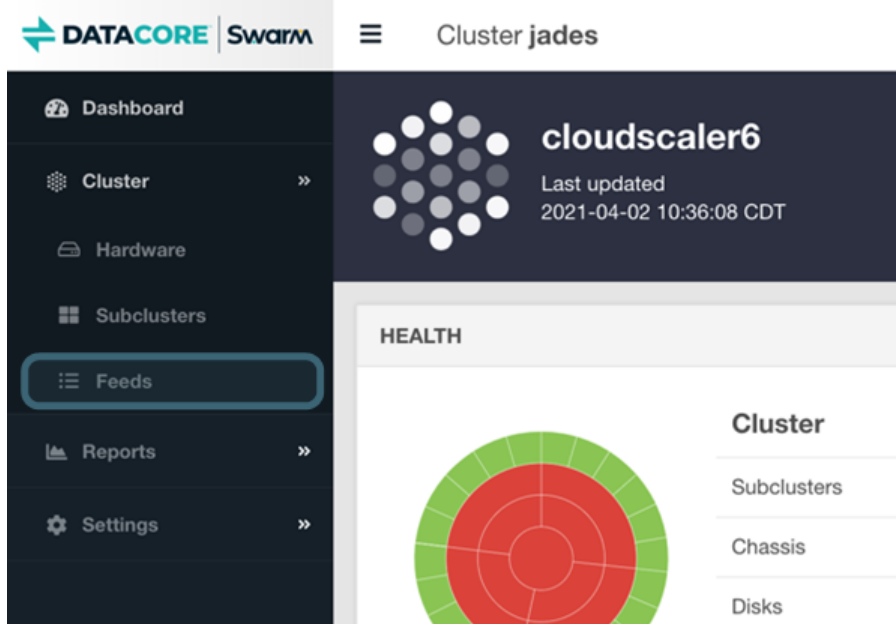 DATACORE Swarm
Cluster jades
Dashboard
Cluster »
Hardware
Subclusters
Feeds
Reports »
Settings »
cloudscaler6
Last updated
2021-04-02 10:36:08 CDT
HEALTH
Cluster
Subclusters
Chassis
Disks